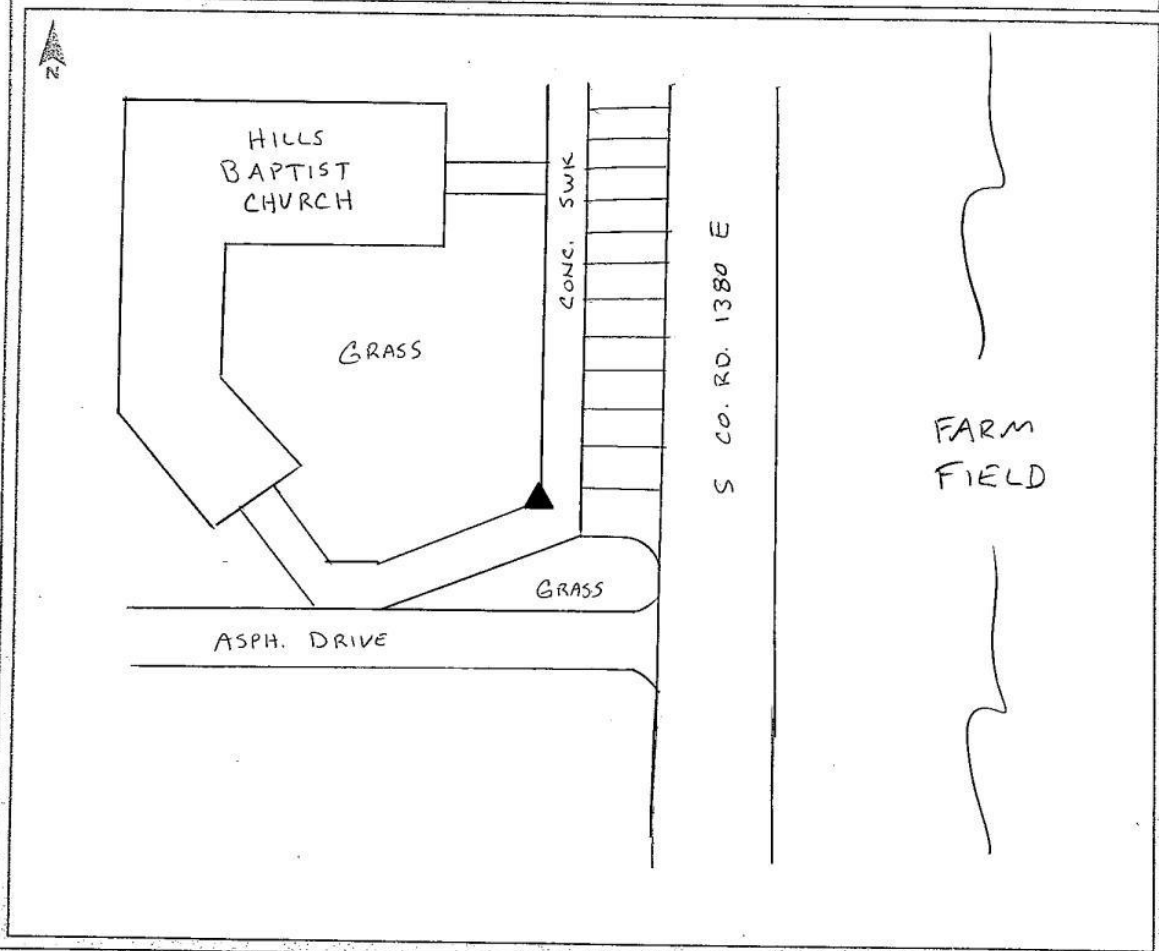 N
HILLS
BAPTIST
CHURCH
CONC. SWK
S CO. RD. 1380 E
GRASS
FARM
FIELD
GRASS
ASPH. DRIVE